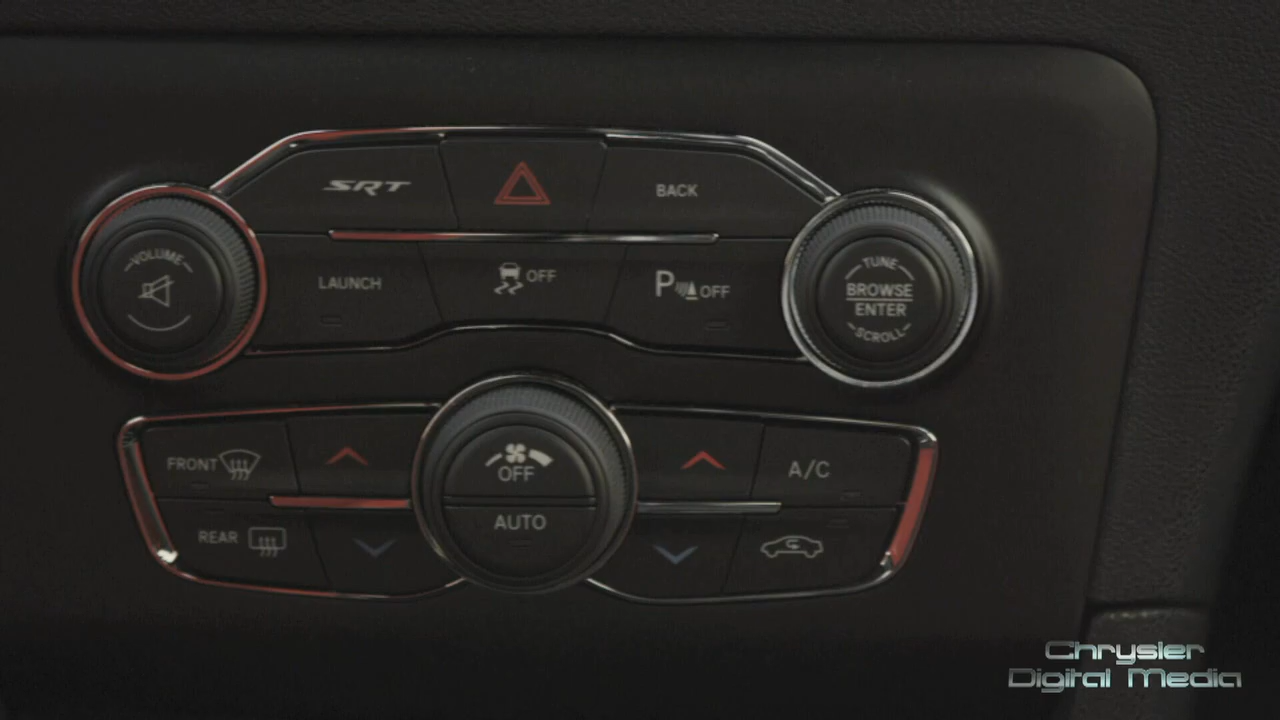 SRT
BACK
VOLUME
LAUNCH
OFF
P OFF
TUNE
BROWSE
ENTER
SCROLL
FRONT
OFF
A/C
REAR
AUTO
Chrysler
Digital Media